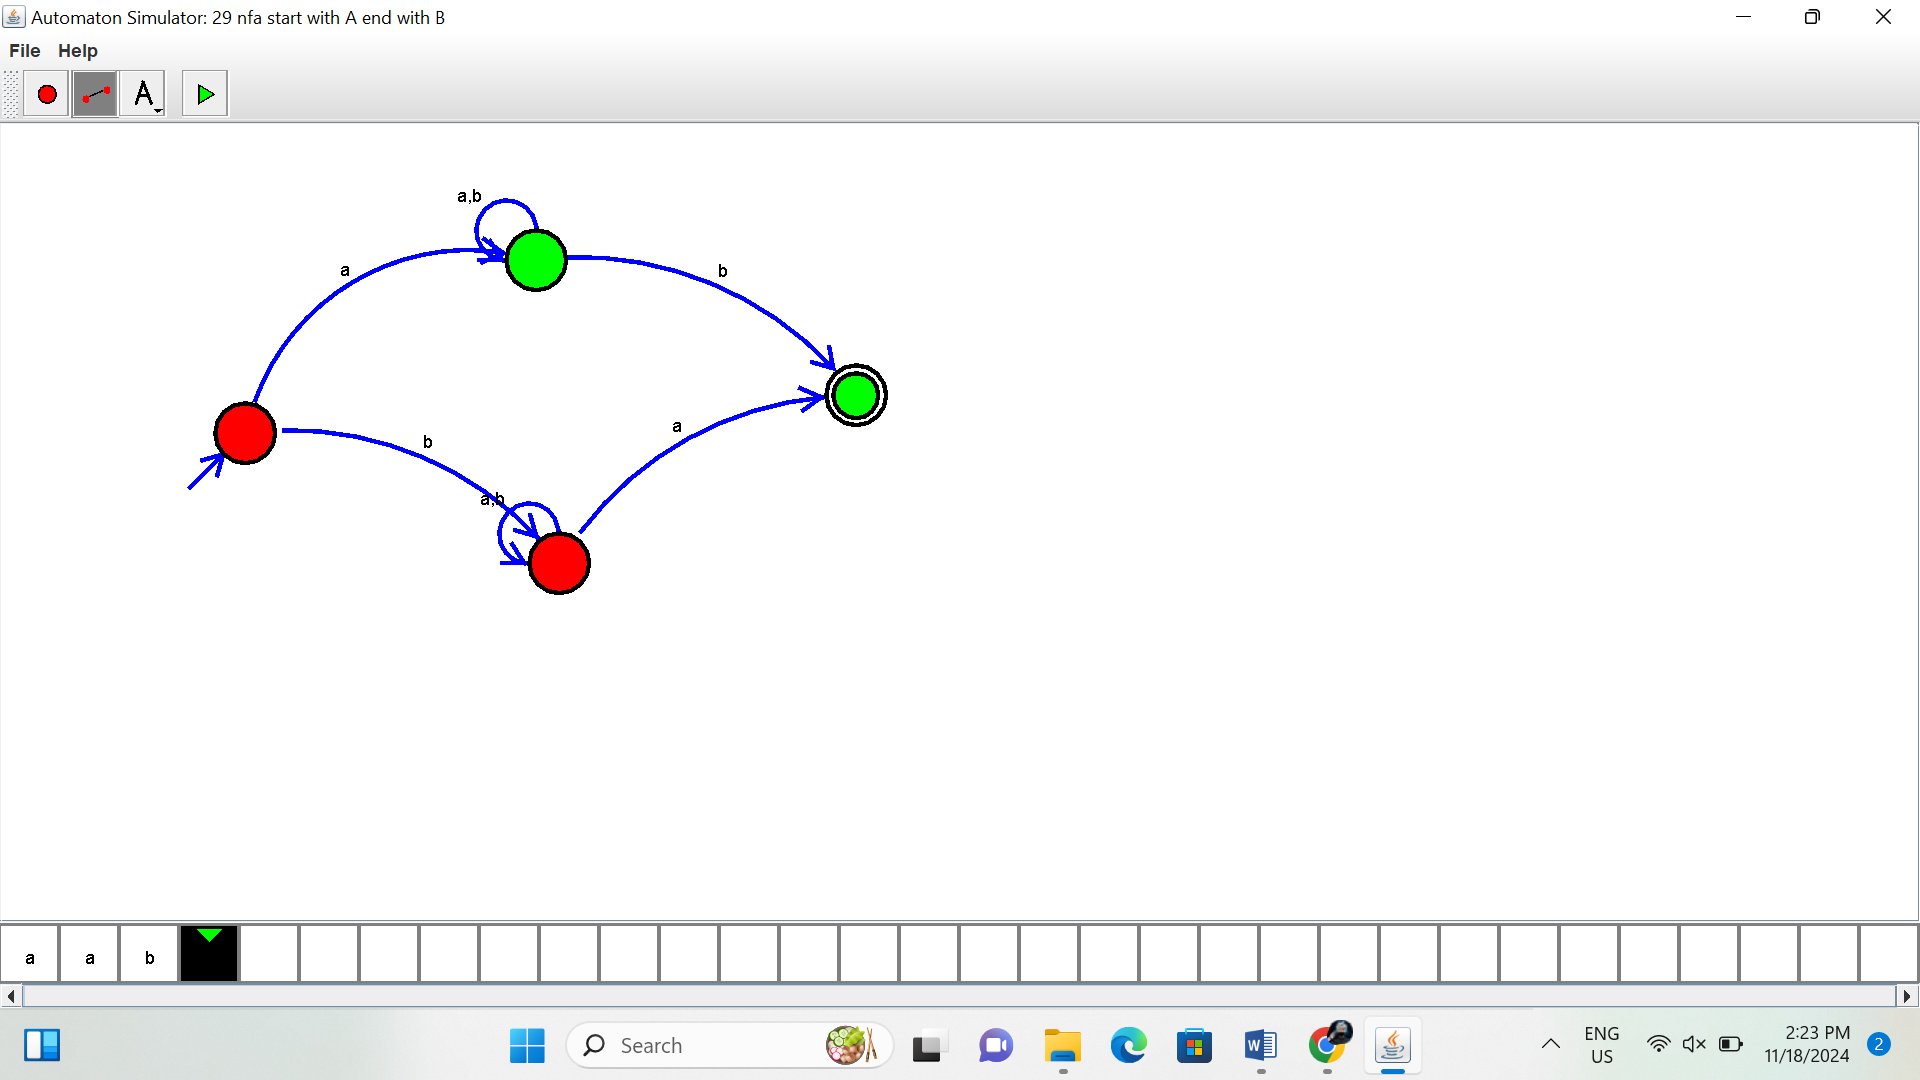 Automaton Simulator: 29 nfa start with A end with B
File Help
A
a,b
a
b
a
b
a,b
a a b
Search
ENG
US
2:23 PM
11/18/2024
2